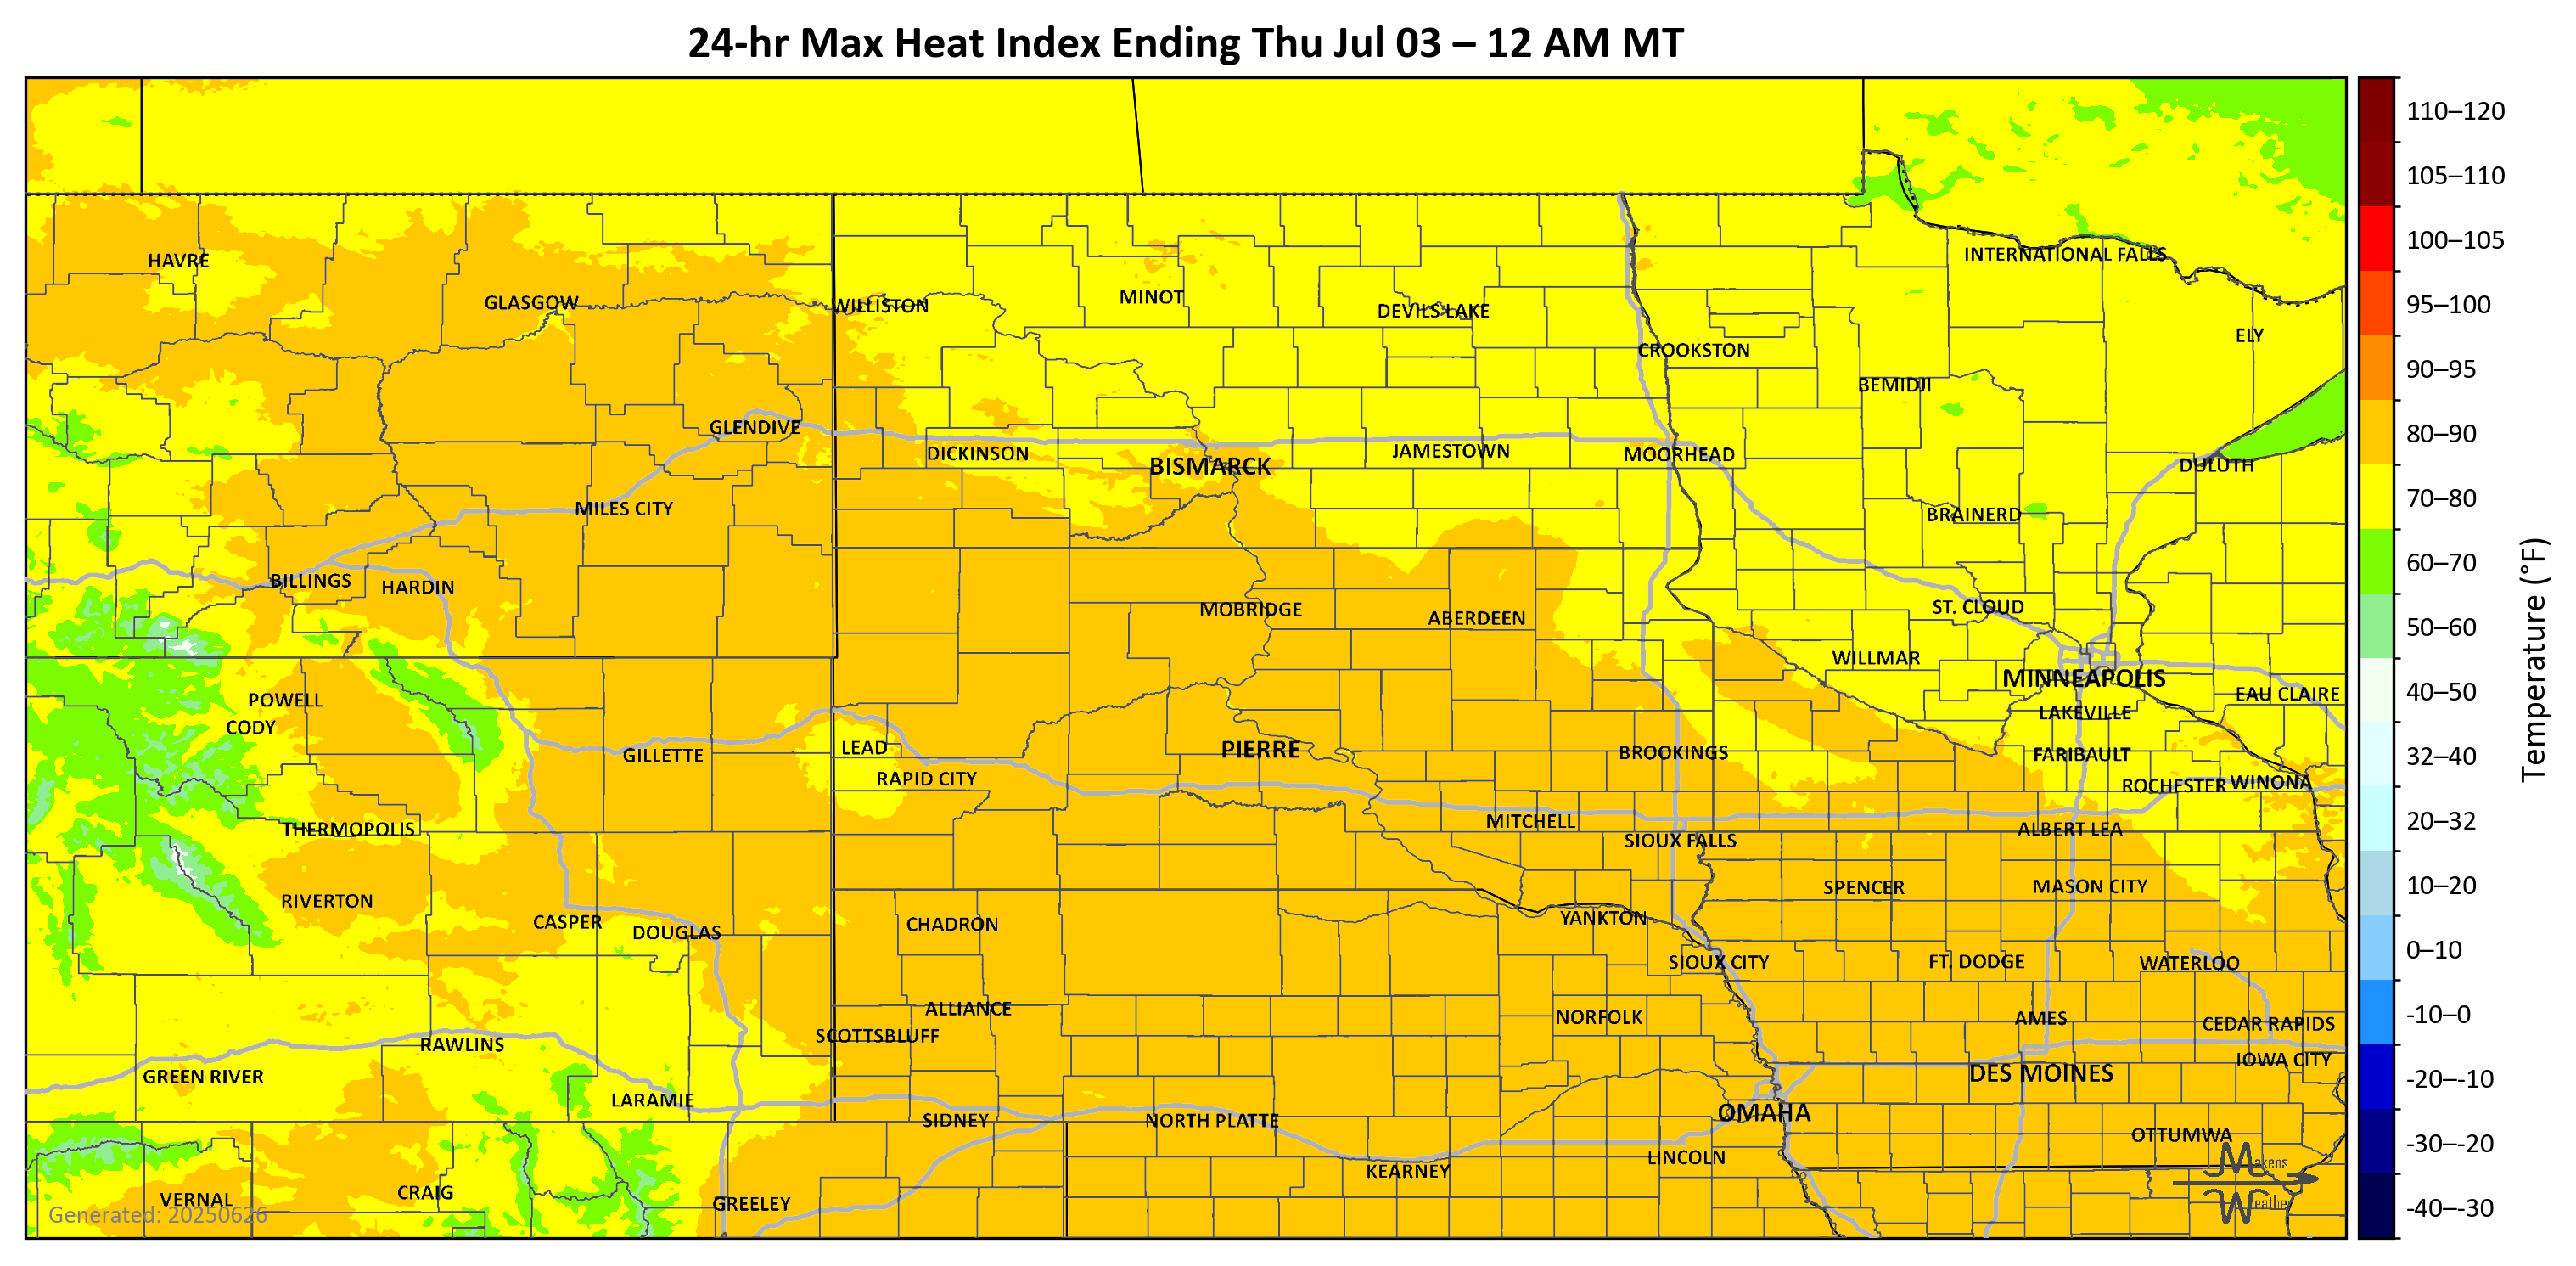 24-hr Max Heat Index Ending Thu Jul 03 – 12 AM MT
110–120
105–110
100–105
95–100
90–95
80–90
70–80
60–70
50–60
40–50
32–40
20–32
10–20
0–10
-10–0
-20–-10
-30–-20
-40–-30
Temperature (°F)
HAVRE
INTERNATIONAL FALLS
GLASGOW
WILLISTON
MINOT
DEVILS LAKE
ELY
CROOKSTON
BEMIDJI
GLENDIVE
DICKINSON
BISMARCK
JAMESTOWN
MOORHEAD
DULUTH
MILES CITY
BRAINERD
BILLINGS
HARDIN
MOBRIDGE
ABERDEEN
ST. CLOUD
WILLMAR
MINNEAPOLIS
POWELL
EAU CLAIRE
CODY
LAKEVILLE
GILLETTE
LEAD
PIERRE
BROOKINGS
FARIBAULT
RAPID CITY
ROCHESTER
WINONA
THERMOPOLIS
MITCHELL
SIOUX FALLS
ALBERT LEA
RIVERTON
SPENCER
MASON CITY
CASPER
DOUGLAS
CHADRON
YANKTON
SIOUX CITY
FT. DODGE
WATERLOO
ALLIANCE
NORFOLK
AMES
CEDAR RAPIDS
SCOTTSBLUFF
RAWLINS
IOWA CITY
GREEN RIVER
DES MOINES
LARAMIE
SIDNEY
NORTH PLATTE
OMAHA
OTTUMWA
KEARNEY
LINCOLN
VERNAL
CRAIG
GREELEY
Makens
Weather
Generated: 20250626